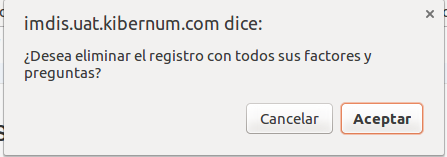 imdis.uat.kibernum.com dice:
¿Desea eliminar el registro con todos sus factores y
preguntas?
Cancelar
Aceptar